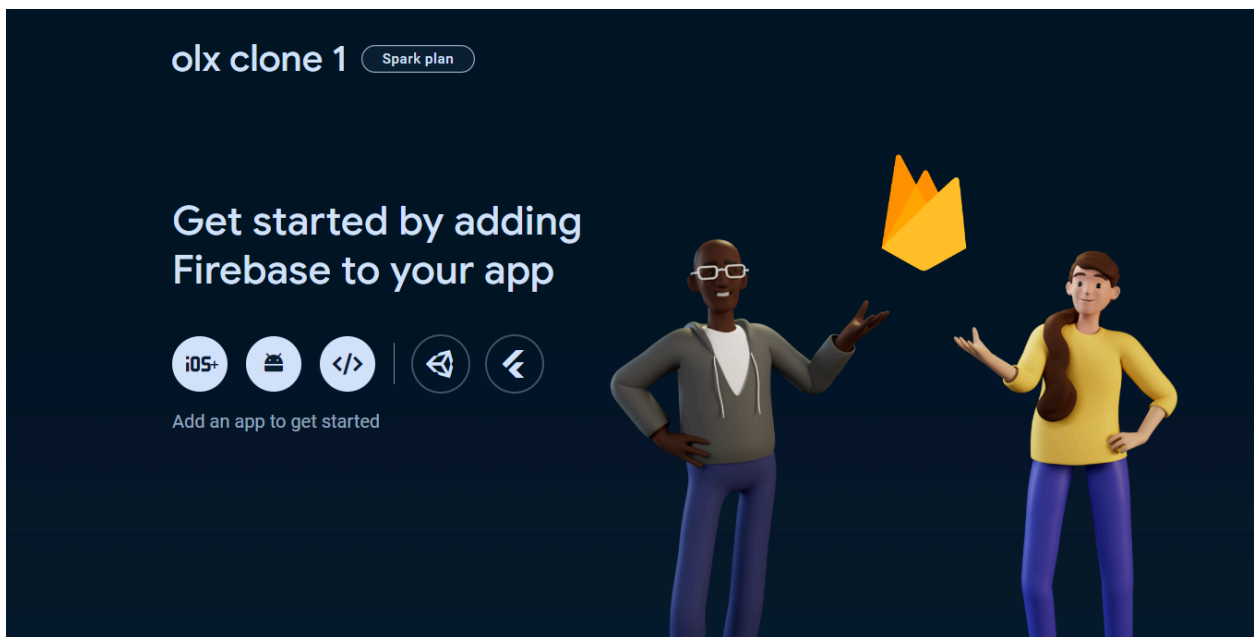 olx clone 1 Spark plan
Get started by adding
Firebase to your app
iOS+ </>
Add an app to get started